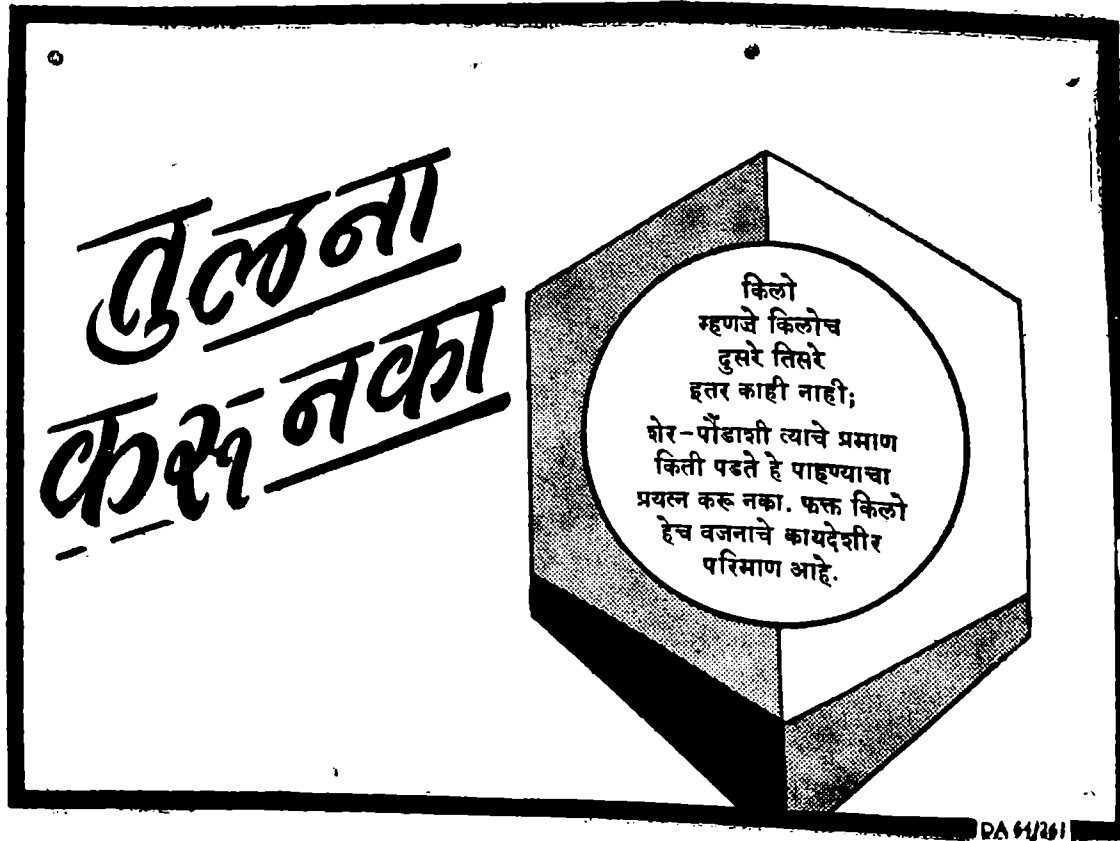 तुलना
करू नका
किलो
म्हणजे किलोच
दुसरे तिसरे
इतर काही नाही;
शेर-पौंडाशी त्याचे प्रमाण
किती पडते हे पाहण्याचा
प्रयत्न करू नका. फक्त किलो
हेच वजनाचे कायदेशीर
परिमाण आहे.
DA 64/261